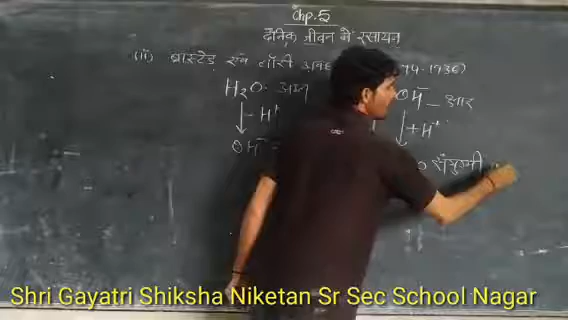 Chp. 5
दैनिक जीवन में रसायन
(ii) ब्रास्टेड एवं लॉरी 1936)
H₂O- अम्ल OH⁻ _ क्षार
↓ -H⁺ ↓ +H⁺
OH⁻ संयुग्मी
Shri Gayatri Shiksha Niketan Sr Sec School Nagar